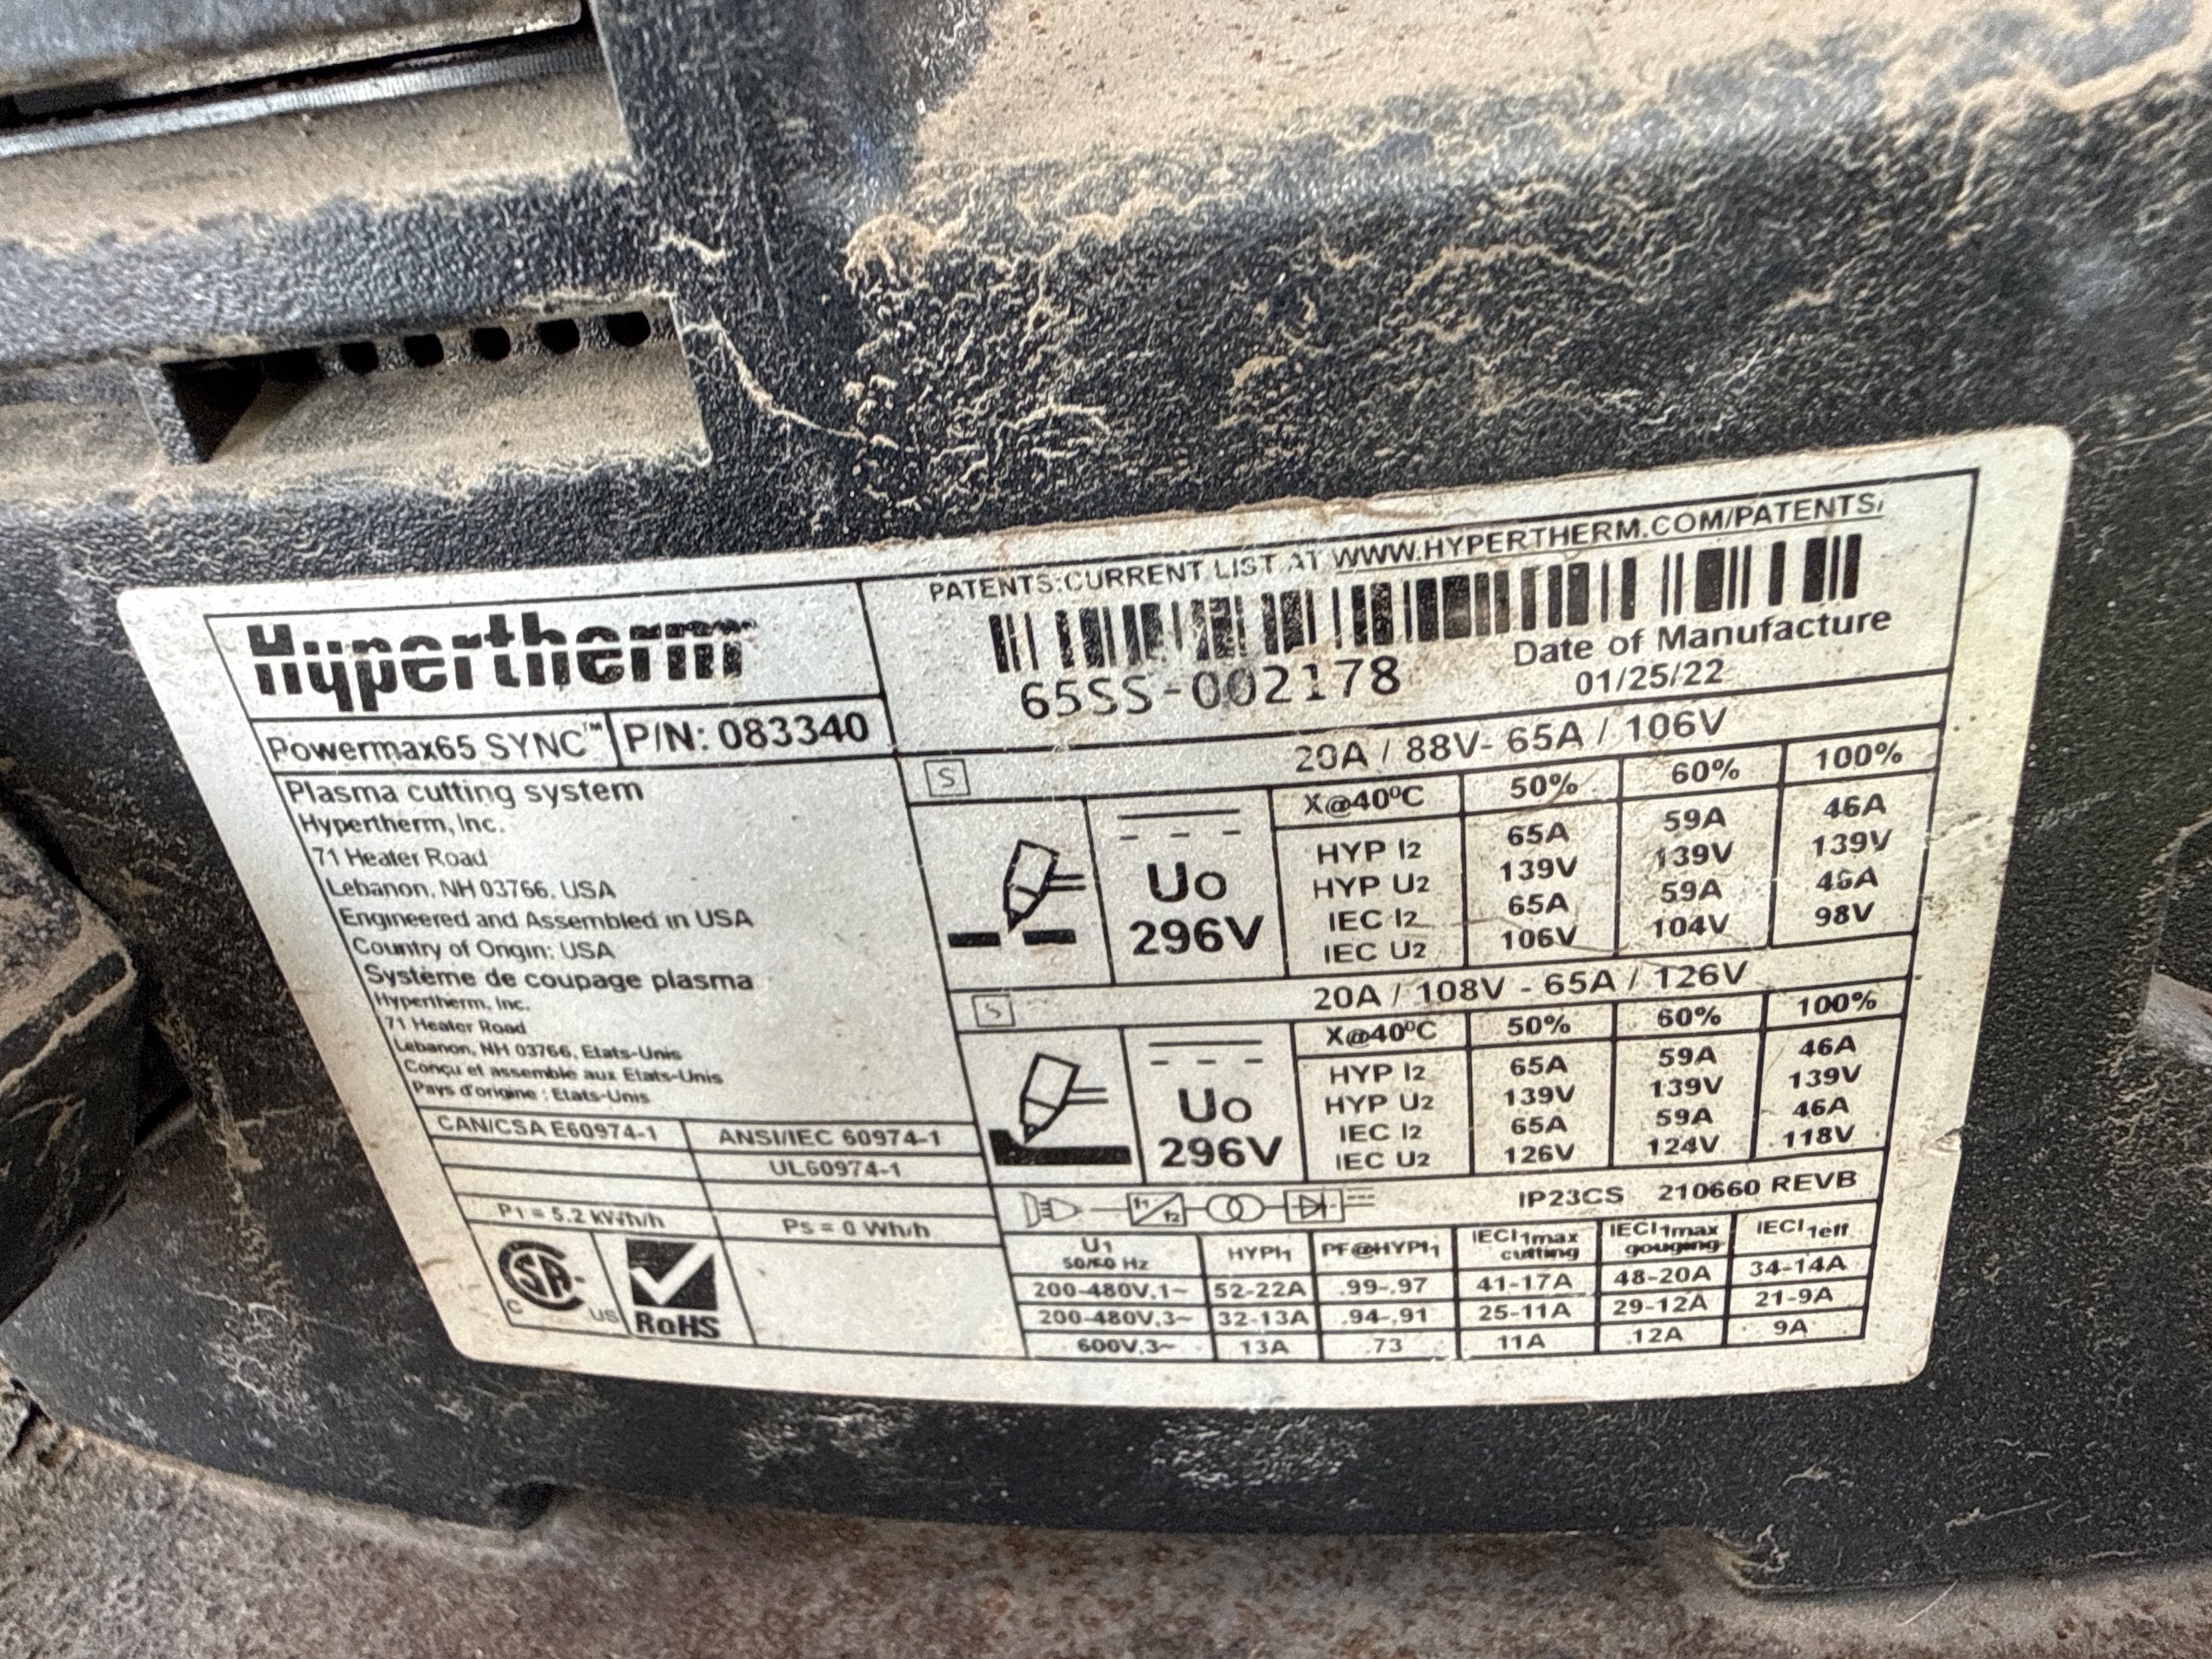 PATENTS:CURRENT LIST AT WWW.HYPERTHERM.COM/PATENTS/
Hypertherm
65SS-002178
Date of Manufacture
01/25/22
Powermax65 SYNC™ P/N: 083340
Plasma cutting system
Hypertherm, Inc.
71 Heater Road
Lebanon, NH 03766, USA
Engineered and Assembled in USA
Country of Origin: USA
Système de coupage plasma
Hypertherm, Inc.
71 Heater Road
Lebanon, NH 03766, Etats-Unis
Conçu et assemble aux Etats-Unis
Pays d'origine : Etats-Unis
CAN/CSA E60974-1 ANSI/IEC 60974-1
UL60974-1
P1 = 5.2 kWh/h Ps = 0 Wh/h
CSA
C US
RoHS
S 20A / 88V- 65A / 106V
X@40ºC 50% 60% 100%
U0
296V
HYP I2 65A 59A 46A
HYP U2 139V 139V 139V
IEC I2 65A 59A 46A
IEC U2 106V 104V 98V
S 20A / 108V - 65A / 126V
X@40ºC 50% 60% 100%
U0
296V
HYP I2 65A 59A 46A
HYP U2 139V 139V 139V
IEC I2 65A 59A 46A
IEC U2 126V 124V 118V
f1 f2 IP23CS 210660 REVB
U1 50/60 Hz HYPI1 PF@HYPI1 IECI1max cutting IECI1max gouging IECI1eff
200-480V,1~ 52-22A .99-.97 41-17A 48-20A 34-14A
200-480V,3~ 32-13A .94-.91 25-11A 29-12A 21-9A
600V,3~ 13A .73 11A 12A 9A